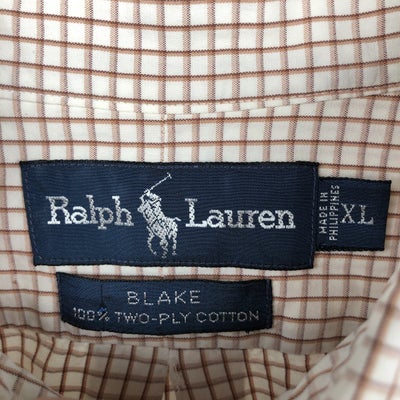 Ralph Lauren
MADE IN
PHILIPPINES
XL
BLAKE
100% TWO-PLY COTTON